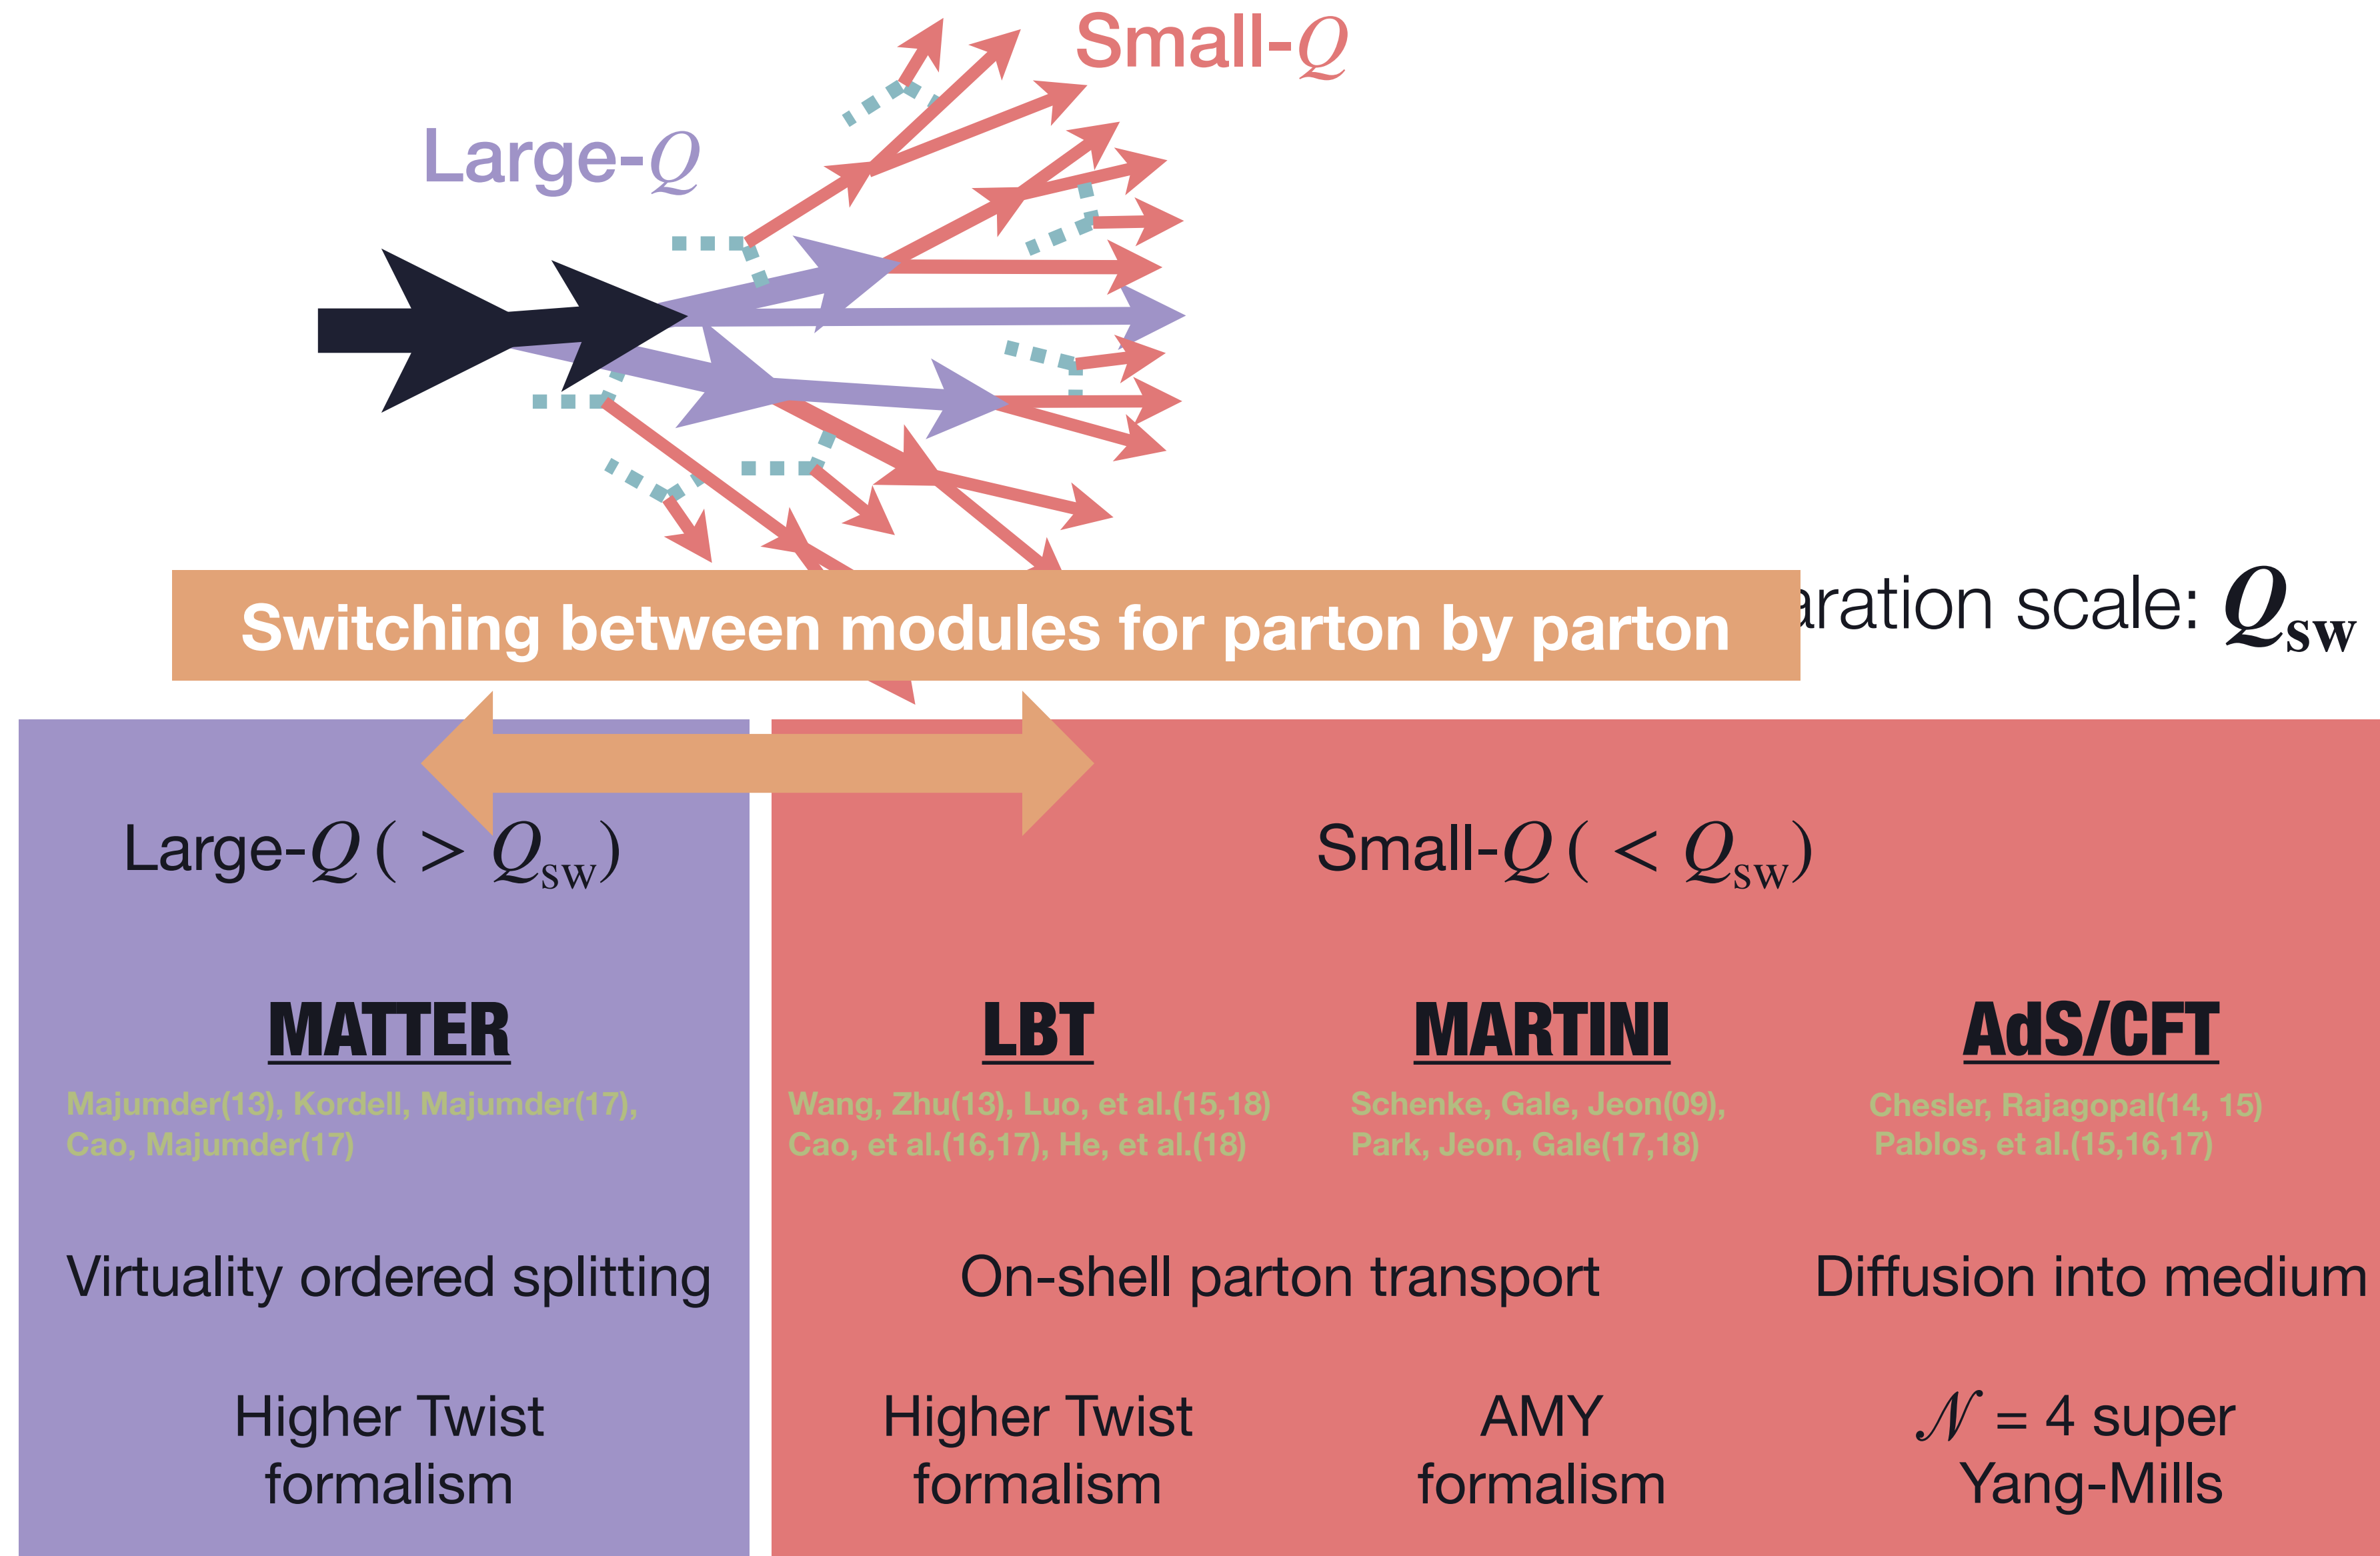 Small-Q
Large-Q
Switching between modules for parton by parton
scale: Qsw
Large-Q ( > Qsw)
Small-Q ( < Qsw)
MATTER
LBT
MARTINI
AdS/CFT
Majumder(13), Kordell, Majumder(17),
Cao, Majumder(17)
Wang, Zhu(13), Luo, et al.(15,18)
Cao, et al.(16,17), He, et al.(18)
Schenke, Gale, Jeon(09),
Park, Jeon, Gale(17,18)
Chesler, Rajagopal(14, 15)
Pablos, et al.(15,16,17)
Virtuality ordered splitting
On-shell parton transport
Diffusion into medium
Higher Twist
formalism
Higher Twist
formalism
AMY
formalism
𝒩 = 4 super
Yang-Mills